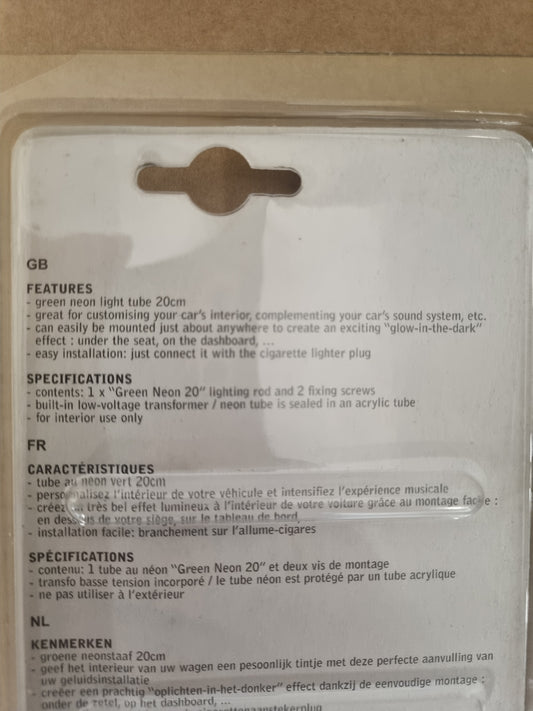 GB
FEATURES
- green neon light tube 20cm
- great for customising your car's interior, complementing your car's sound system, etc.
- can easily be mounted just about anywhere to create an exciting "glow-in-the-dark"
effect : under the seat, on the dashboard, ...
- easy installation: just connect it with the cigarette lighter plug
SPECIFICATIONS
- contents: 1 x "Green Neon 20" lighting rod and 2 fixing screws
- built-in low-voltage transformer / neon tube is sealed in an acrylic tube
- for interior use only
FR
CARACTÉRISTIQUES
- tube au neon vert 20cm
- personnalisez l'intérieur de votre véhicule et intensifiez l'expérience musicale
- créez un très bel effet lumineux à l'intérieur de votre voiture grâce au montage facile :
en dessous de votre siège, sur le tableau de bord,
- installation facile: branchement sur l'allume-cigares
SPÉCIFICATIONS
- contenu: 1 tube au néon "Green Neon 20" et deux vis de montage
- transfo basse tension incorporé / le tube néon est protégé par un tube acrylique
- ne pas utiliser à l'extérieur
NL
KENMERKEN
- groene neonstaaf 20cm
- geef het interieur van uw wagen een pesoonlijk tintje met deze perfecte aanvulling van
uw geluidsinstallatie
- creëer een prachtig "oplichten-in-het-donker" effect dankzij de eenvoudige montage :
onder de zetel, op het dashboard, ...